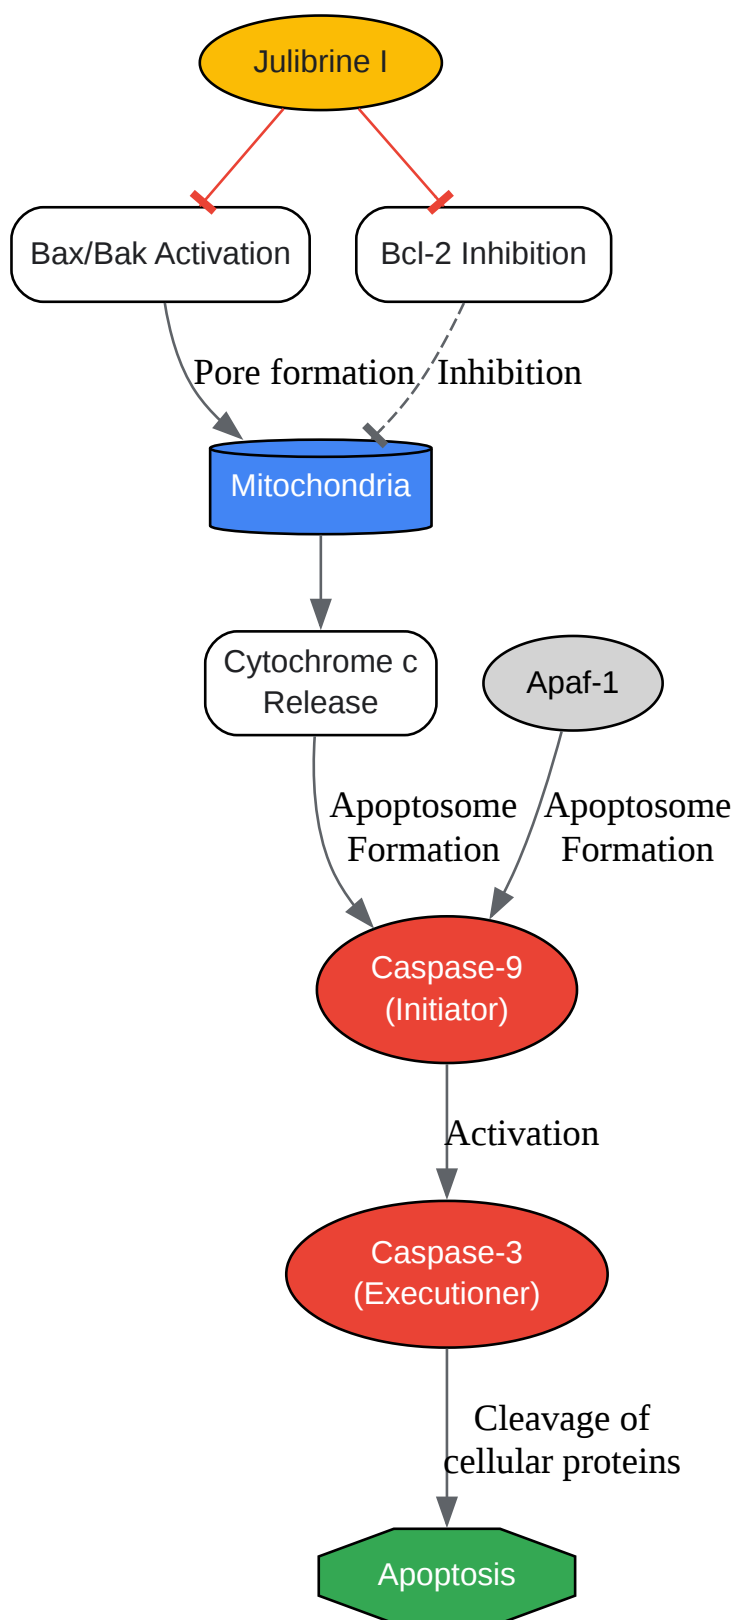 Julibrine I
Bax/Bak Activation
Bcl-2 Inhibition
Pore formation
Inhibition
Mitochondria
Cytochrome c
Release
Apaf-1
Apoptosome
Formation
Apoptosome
Formation
Caspase-9
(Initiator)
Activation
Caspase-3
(Executioner)
Cleavage of
cellular proteins
Apoptosis